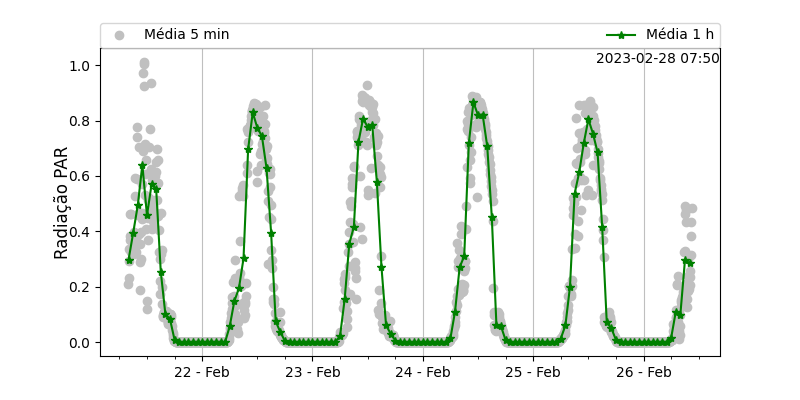 Média 5 min
Média 1 h
2023-02-28 07:50
Radiação PAR
1.0
0.8
0.6
0.4
0.2
0.0
22 - Feb
23 - Feb
24 - Feb
25 - Feb
26 - Feb